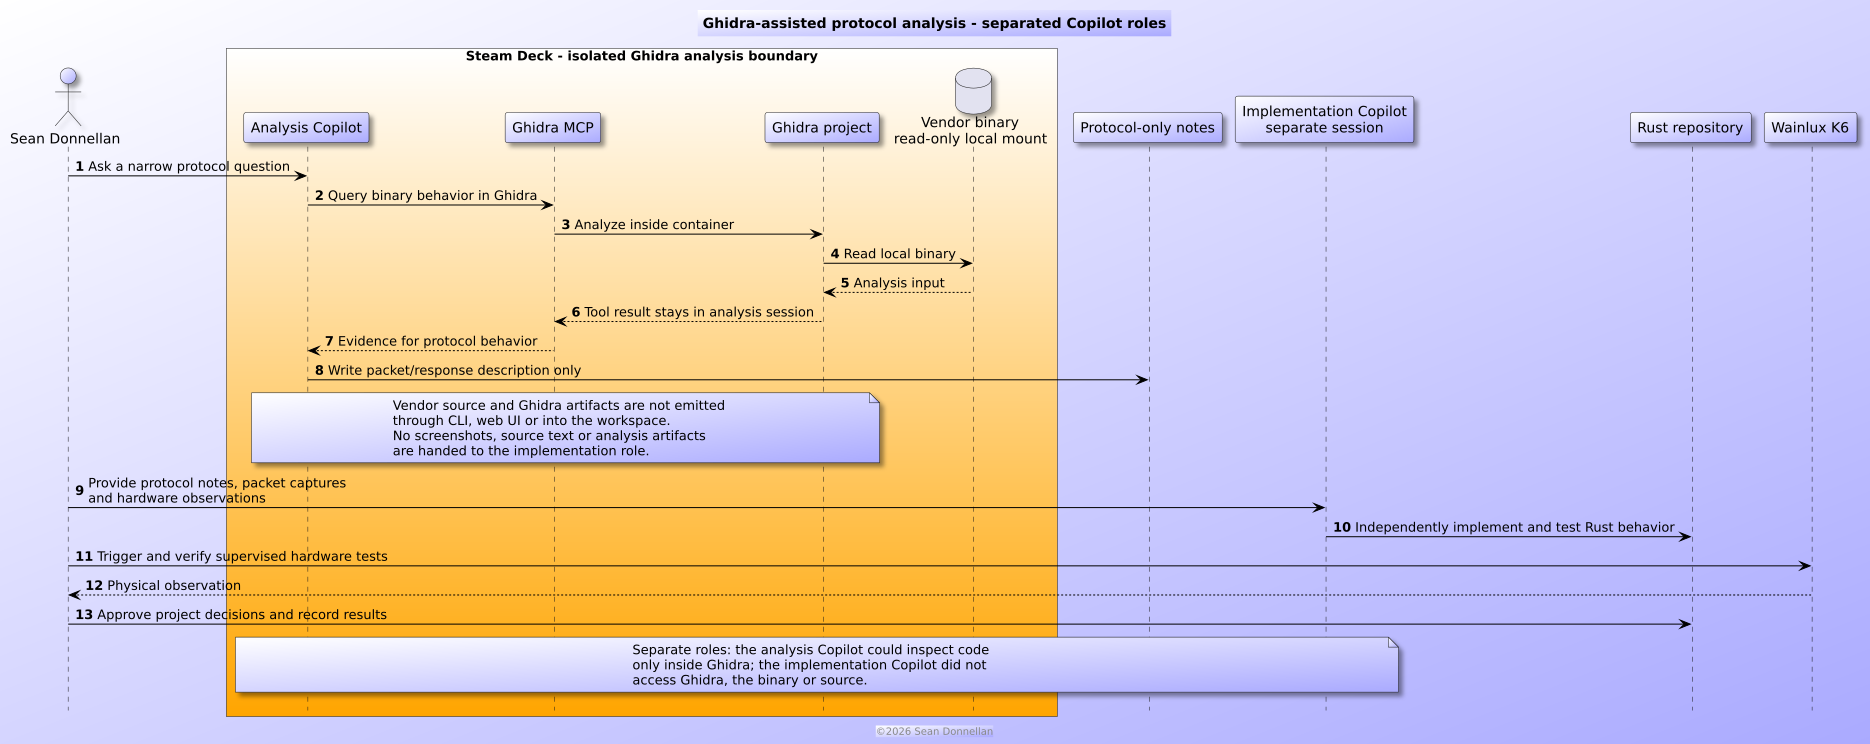 Ghidra-assisted protocol analysis - separated Copilot roles
Steam Deck - isolated Ghidra analysis boundary
Sean Donnellan
Analysis Copilot
Ghidra MCP
Ghidra project
Vendor binary
read-only local mount
Protocol-only notes
Implementation Copilot
separate session
Rust repository
Wainlux K6
1 Ask a narrow protocol question
2 Query binary behavior in Ghidra
3 Analyze inside container
4 Read local binary
5 Analysis input
6 Tool result stays in analysis session
7 Evidence for protocol behavior
8 Write packet/response description only
Vendor source and Ghidra artifacts are not emitted
through CLI, web UI or into the workspace.
No screenshots, source text or analysis artifacts
are handed to the implementation role.
9 Provide protocol notes, packet captures
and hardware observations
10 Independently implement and test Rust behavior
11 Trigger and verify supervised hardware tests
12 Physical observation
13 Approve project decisions and record results
Separate roles: the analysis Copilot could inspect code
only inside Ghidra; the implementation Copilot did not
access Ghidra, the binary or source.
©2026 Sean Donnellan